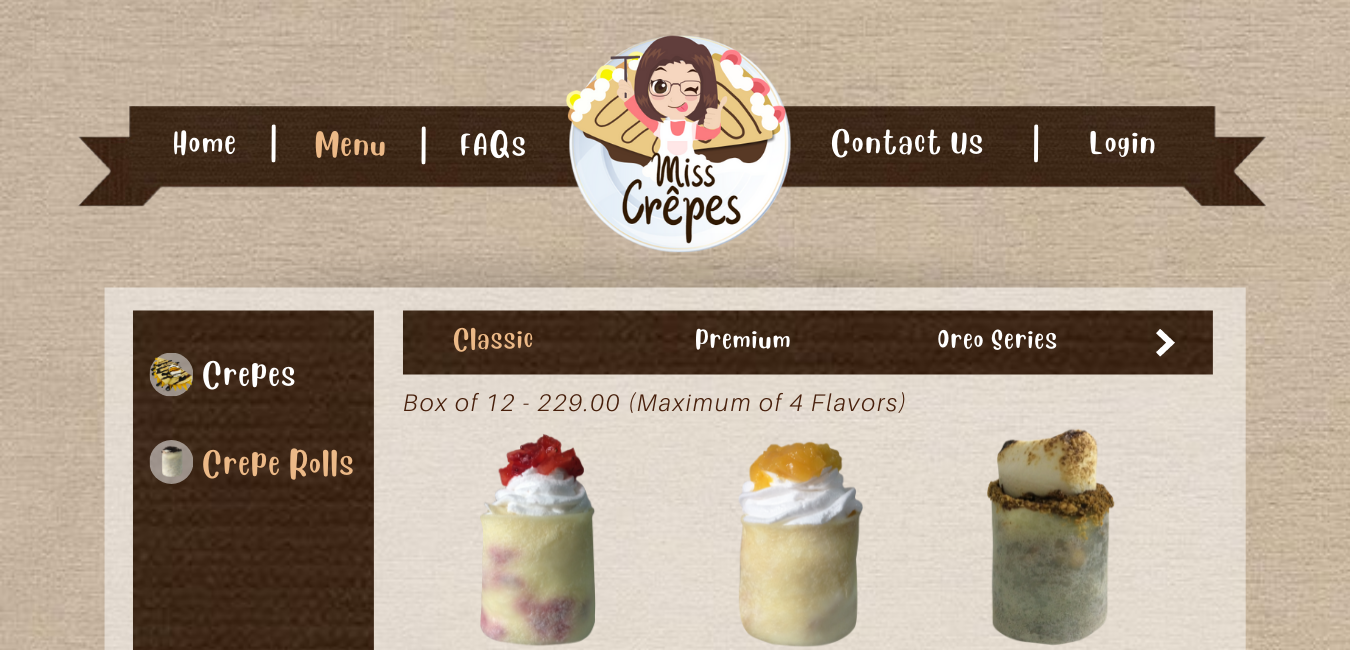 Home | Menu | FAQs
Miss
Crêpes
Contact Us | Login
Crepes
Crepe Rolls
Classic Premium Oreo Series
Box of 12 - 229.00 (Maximum of 4 Flavors)